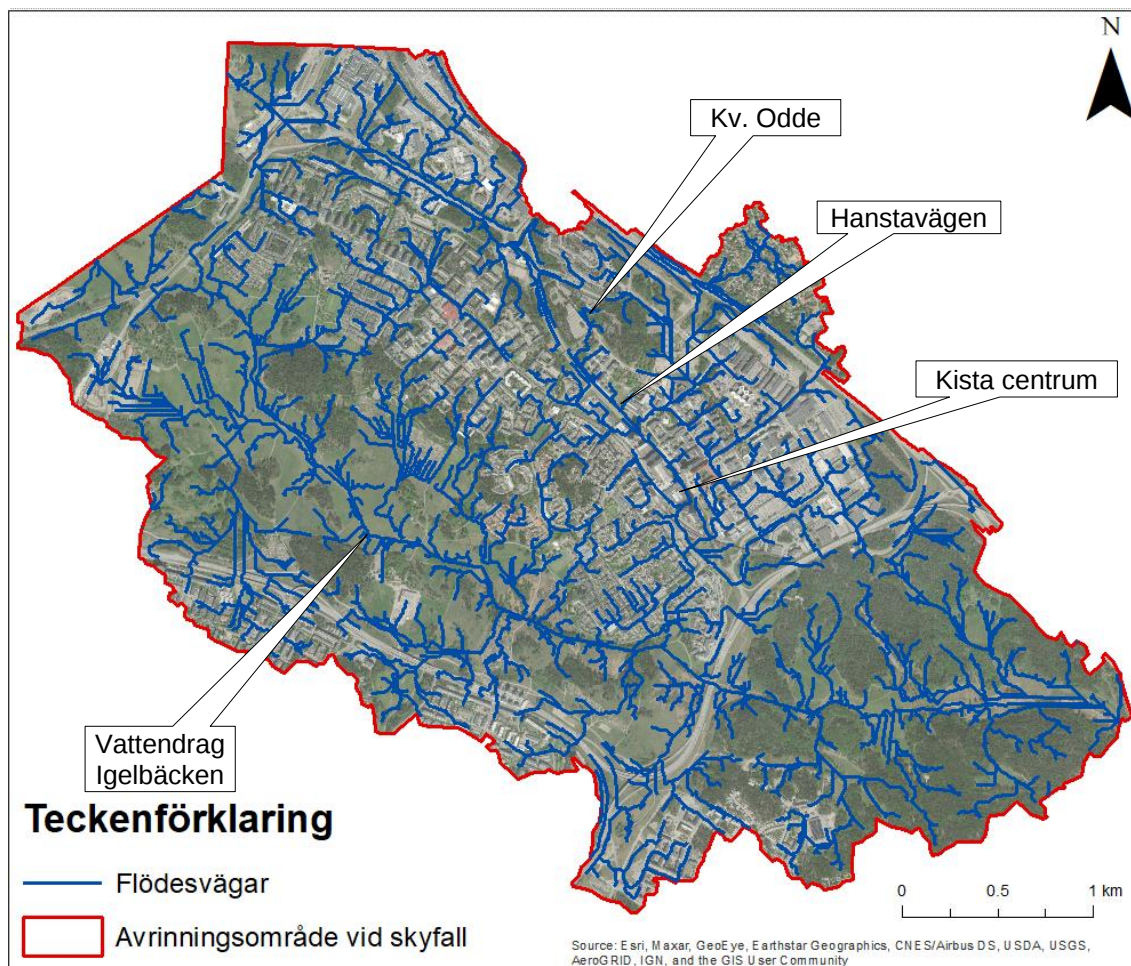 N
Kv. Odde
Hanstavägen
Kista centrum
Vattendrag
Igelbäcken
Teckenförklaring
Flödesvägar
Avrinningsområde vid skyfall
0 0.5 1 km
Source: Esri, Maxar, GeoEye, Earthstar Geographics, CNES/Airbus DS, USDA, USGS,
AeroGRID, IGN, and the GIS User Community